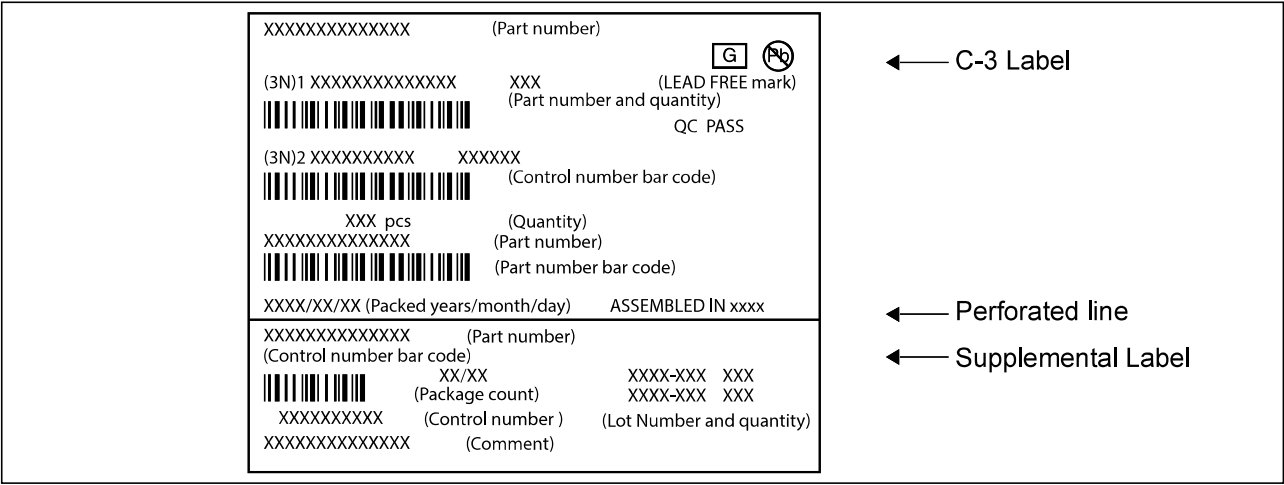 XXXXXXXXXXXXXX (Part number)
G Pb
C-3 Label
(3N)1 XXXXXXXXXXXXXX XXX (LEAD FREE mark)
(Part number and quantity)
QC PASS
(3N)2 XXXXXXXXXX XXXXXX
(Control number bar code)
XXX pcs (Quantity)
XXXXXXXXXXXXXX (Part number)
(Part number bar code)
XXXX/XX/XX (Packed years/month/day) ASSEMBLED IN xxxx
Perforated line
XXXXXXXXXXXXXX (Part number)
(Control number bar code)
Supplemental Label
XX/XX XXXX-XXX XXX
(Package count) XXXX-XXX XXX
XXXXXXXXXX (Control number ) (Lot Number and quantity)
XXXXXXXXXXXXXX (Comment)